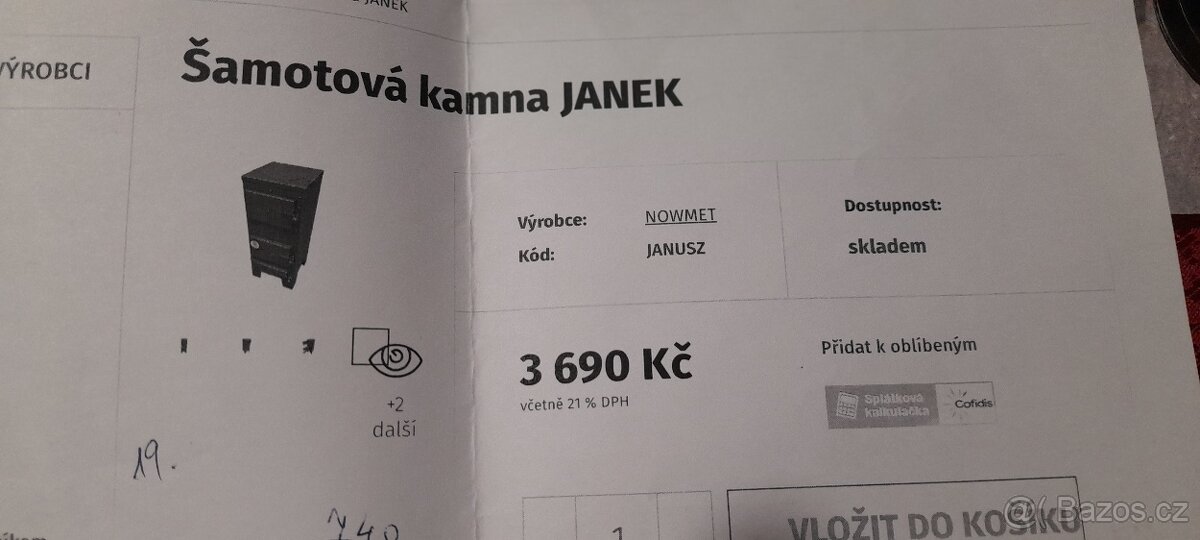 JANEK
VÝROBCI
Šamotová kamna JANEK
Výrobce: NOWMET
Kód: JANUSZ
Dostupnost:
skladem
3 690 Kč
včetně 21 % DPH
Přidat k oblíbeným
Splátková
kalkulačka
Cofidis
+2
další
19.
1
VLOŽIT DO KOŠÍKU
Bazos.cz